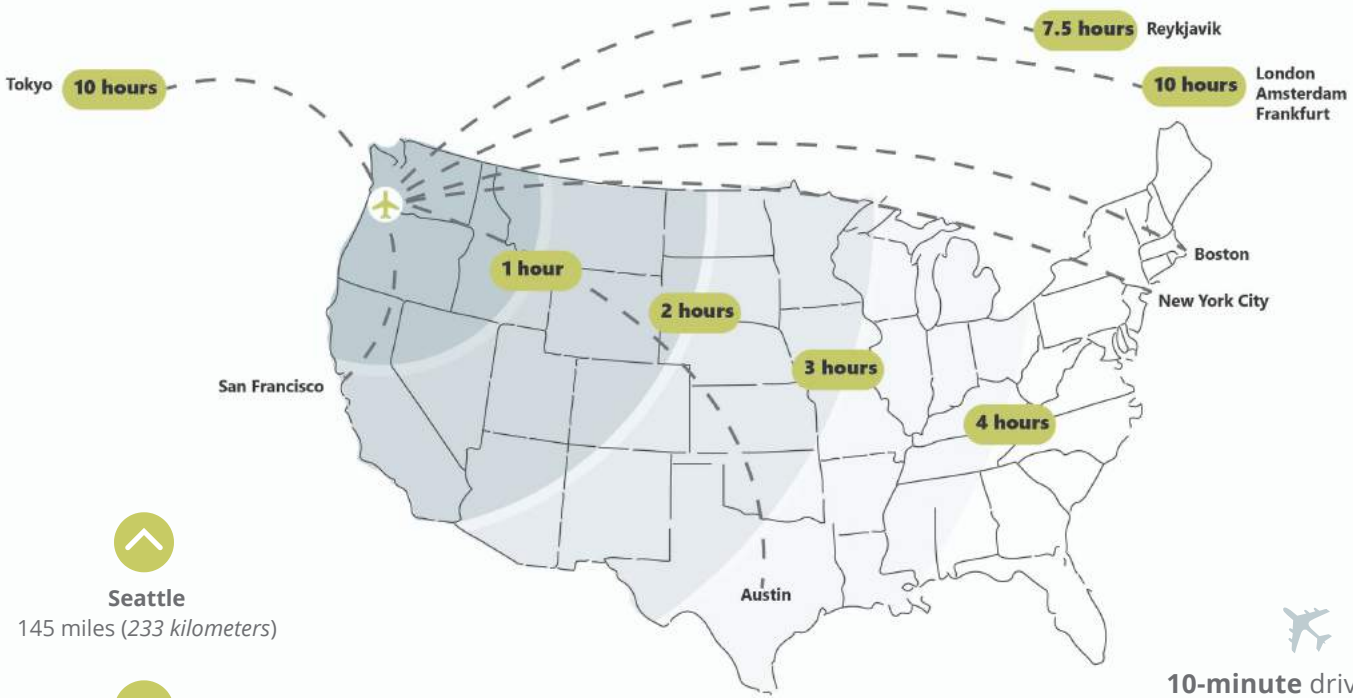 7.5 hours Reykjavik
Tokyo 10 hours
10 hours London
Amsterdam
Frankfurt
1 hour
Boston
2 hours
New York City
3 hours
San Francisco
4 hours
Austin
Seattle
145 miles (233 kilometers)
10-minute